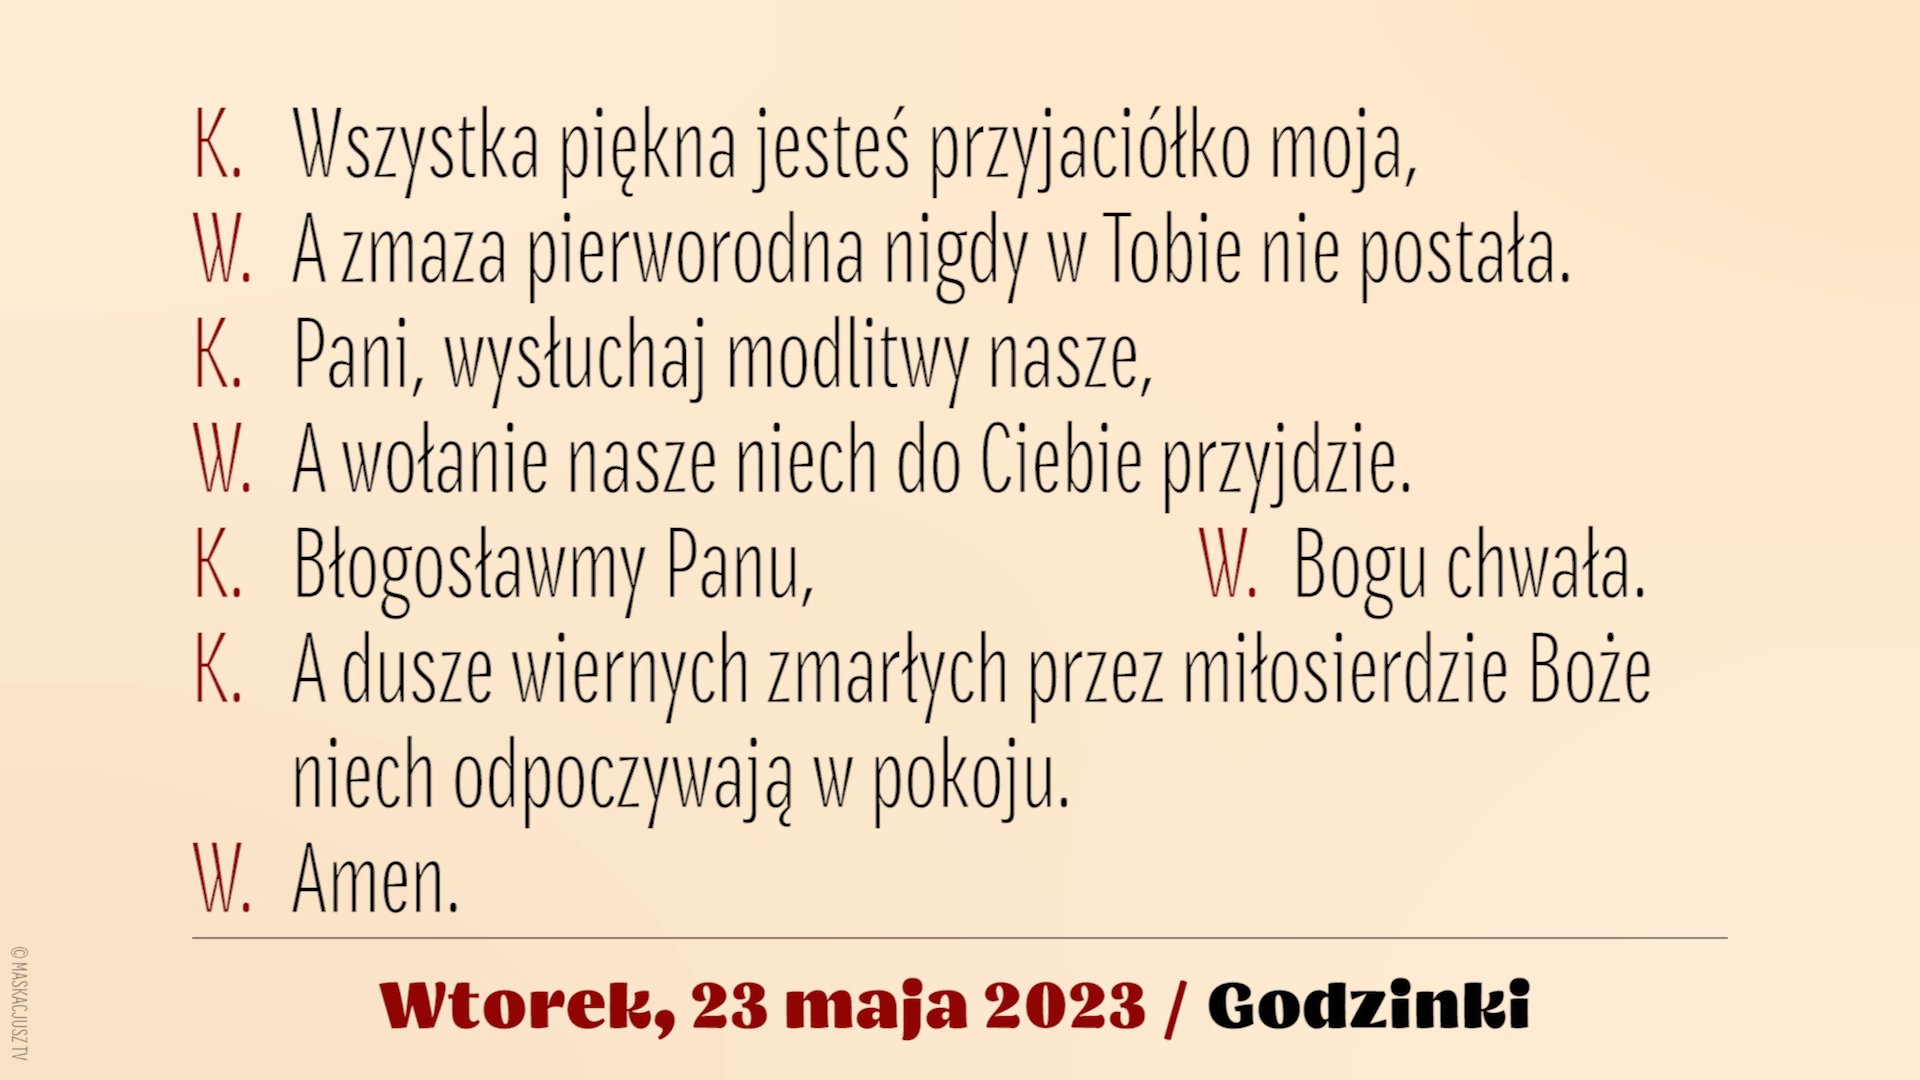 K. Wszystka piękna jesteś przyjaciółko moja,
W. A zmaza pierworodna nigdy w Tobie nie postała.
K. Pani, wysłuchaj modlitwy nasze,
W. A wołanie nasze niech do Ciebie przyjdzie.
K. Błogosławmy Panu, W. Bogu chwała.
K. A dusze wiernych zmarłych przez miłosierdzie Boże
niech odpoczywają w pokoju.
W. Amen.
Wtorek, 23 maja 2023 / Godzinki
© MASKACJUSZ TV